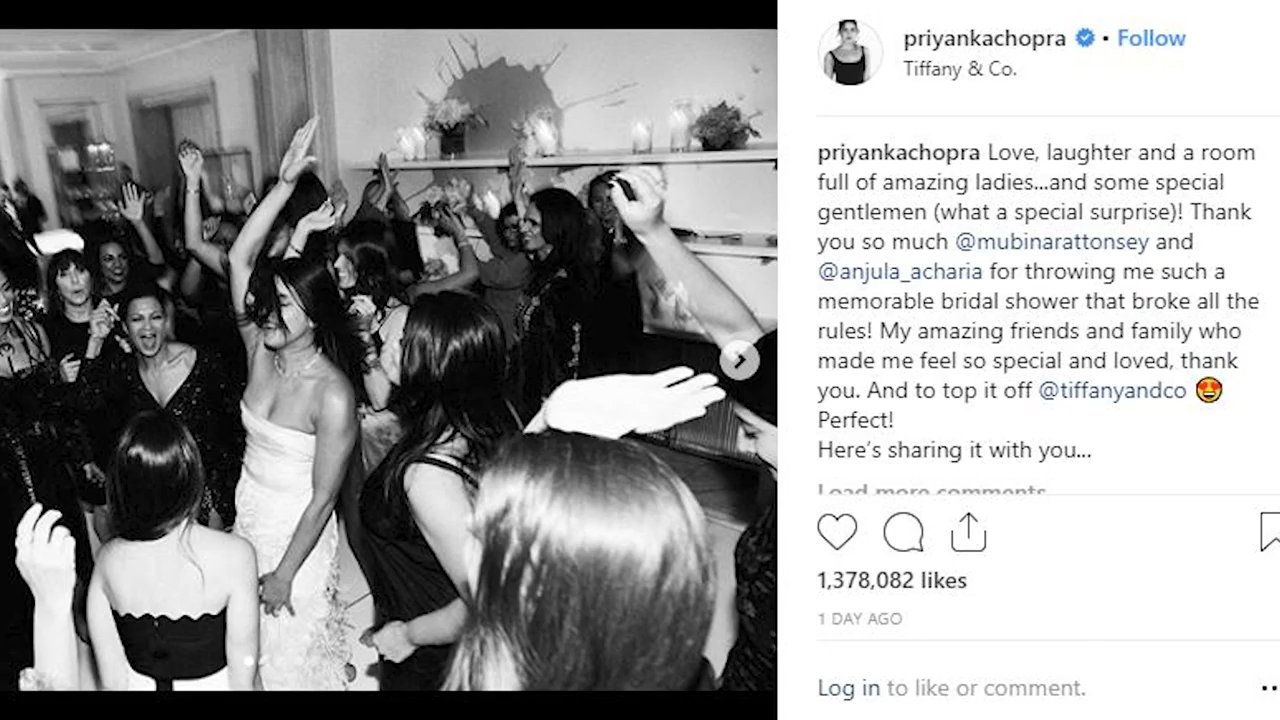 priyankachopra • Follow
Tiffany & Co.
priyankachopra Love, laughter and a room
full of amazing ladies...and some special
gentlemen (what a special surprise)! Thank
you so much @mubinarattonsey and
@anjula_acharia for throwing me such a
memorable bridal shower that broke all the
rules! My amazing friends and family who
made me feel so special and loved, thank
you. And to top it off @tiffanyandco 😍
Perfect!
Here’s sharing it with you...
Load more comments
1,378,082 likes
1 DAY AGO
Log in to like or comment.